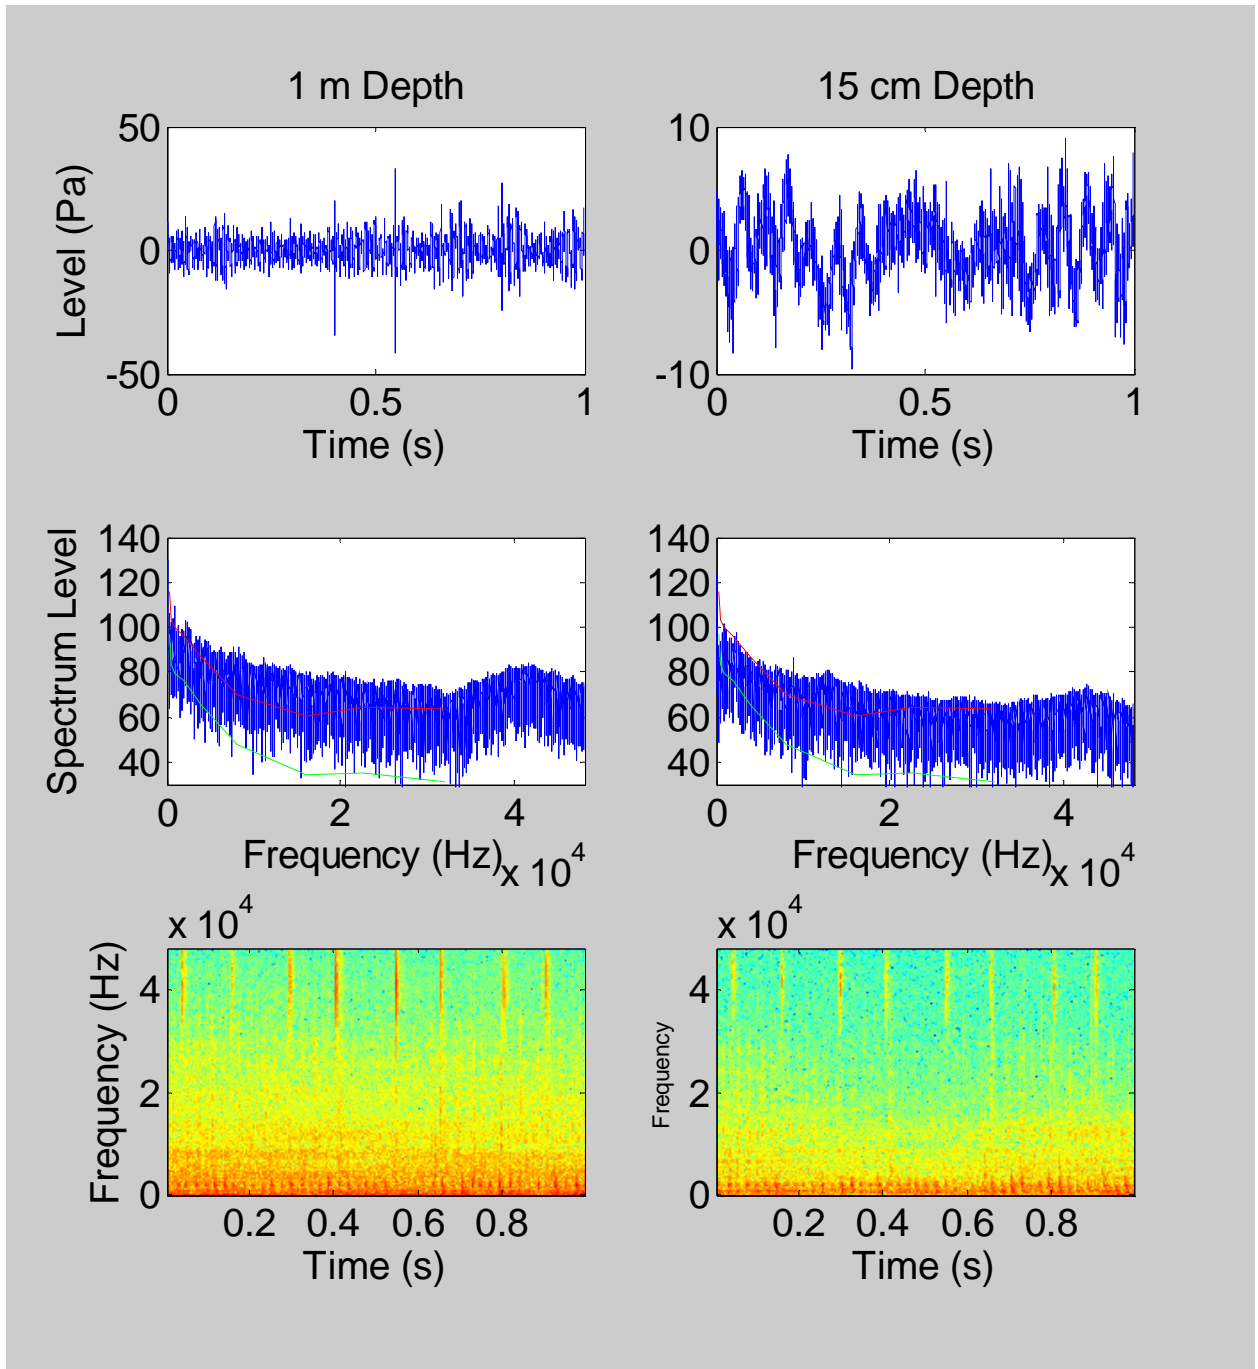 1 m Depth
15 cm Depth
Level (Pa)
50
0
-50
0
0.5
1
Time (s)
10
0
-10
0
0.5
1
Time (s)
Spectrum Level
140
120
100
80
60
40
0
2
4
Frequency (Hz)
x 10^4
140
120
100
80
60
40
0
2
4
Frequency (Hz)
x 10^4
x 10^4
Frequency (Hz)
4
2
0
0.2
0.4
0.6
0.8
Time (s)
x 10^4
Frequency
4
2
0
0.2
0.4
0.6
0.8
Time (s)